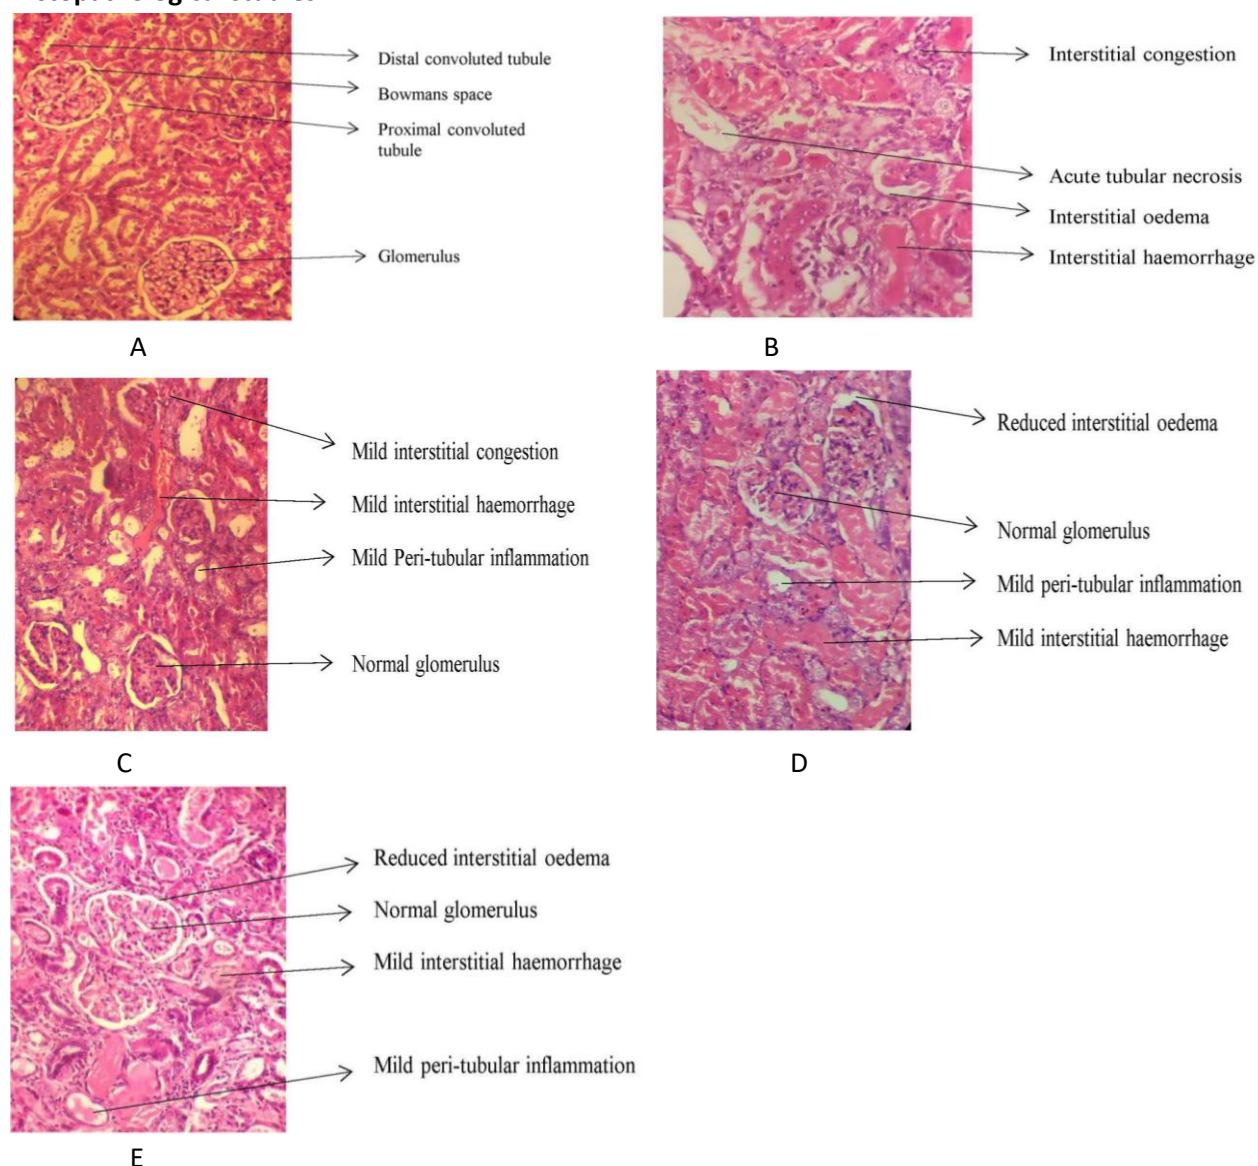 Distal convoluted tubule
Bowmans space
Proximal convoluted
tubule
Glomerulus
A
Interstitial congestion
Acute tubular necrosis
Interstitial oedema
Interstitial haemorrhage
B
Mild interstitial congestion
Mild interstitial haemorrhage
Mild Peri-tubular inflammation
Normal glomerulus
C
Reduced interstitial oedema
Normal glomerulus
Mild peri-tubular inflammation
Mild interstitial haemorrhage
D
Reduced interstitial oedema
Normal glomerulus
Mild interstitial haemorrhage
Mild peri-tubular inflammation
E